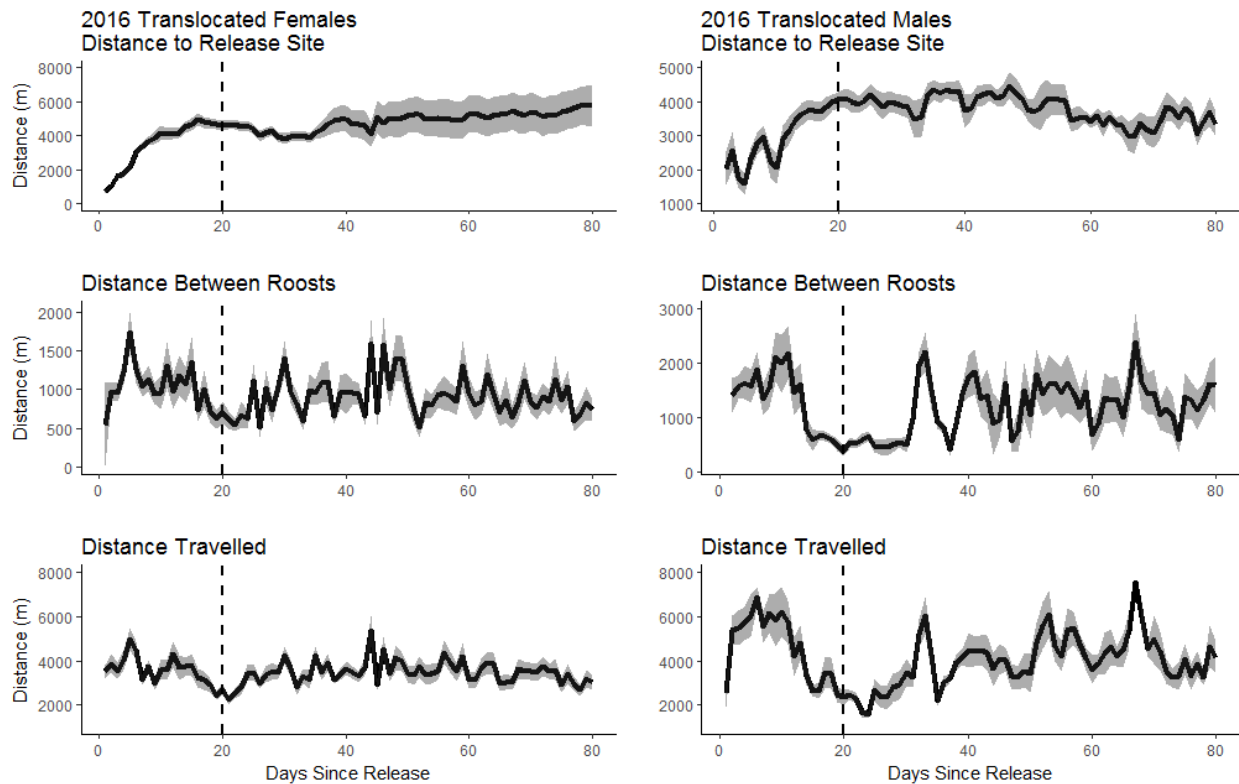 2016 Translocated Females
Distance to Release Site
8000
6000
4000
2000
0
Distance (m)
0 20 40 60 80
2016 Translocated Males
Distance to Release Site
5000
4000
3000
2000
1000
0 20 40 60 80
Distance Between Roosts
2000
1500
1000
500
0
Distance (m)
0 20 40 60 80
Distance Between Roosts
3000
2000
1000
0
0 20 40 60 80
Distance Travelled
8000
6000
4000
2000
Distance (m)
0 20 40 60 80
Days Since Release
Distance Travelled
8000
6000
4000
2000
0 20 40 60 80
Days Since Release